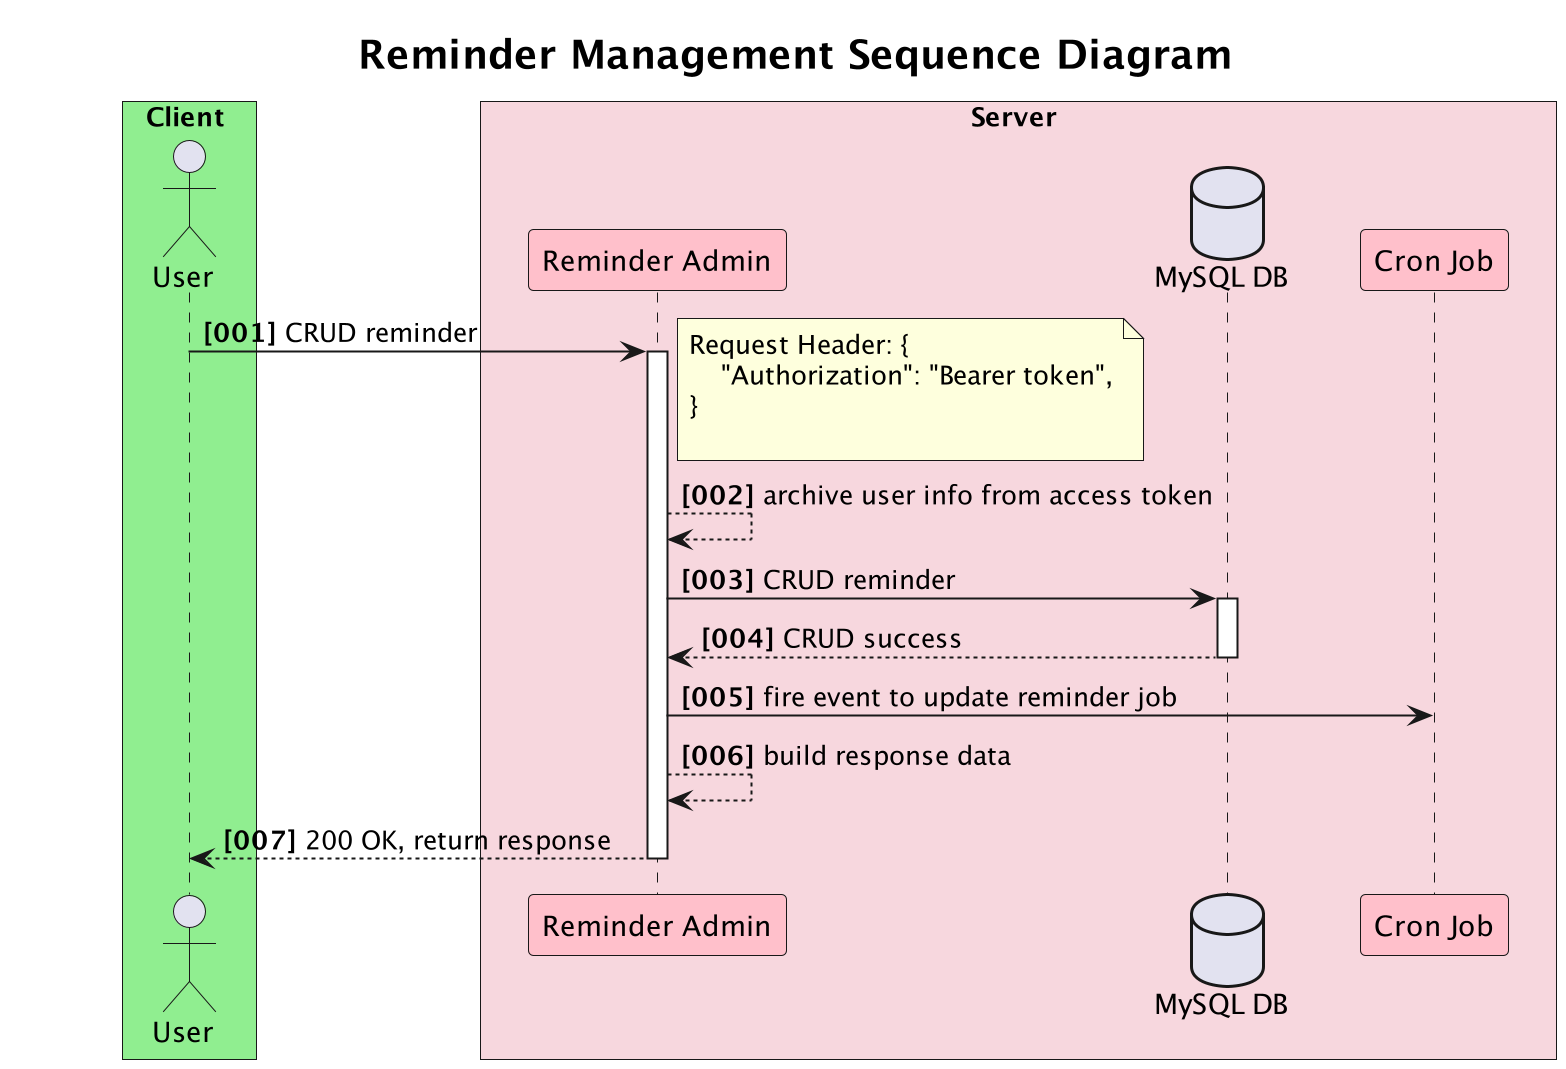 Reminder Management Sequence Diagram
Client
Server
User
Reminder Admin
MySQL DB
Cron Job
[001] CRUD reminder
Request Header: {
"Authorization": "Bearer token",
}
[002] archive user info from access token
[003] CRUD reminder
[004] CRUD success
[005] fire event to update reminder job
[006] build response data
[007] 200 OK, return response
User
Reminder Admin
MySQL DB
Cron Job